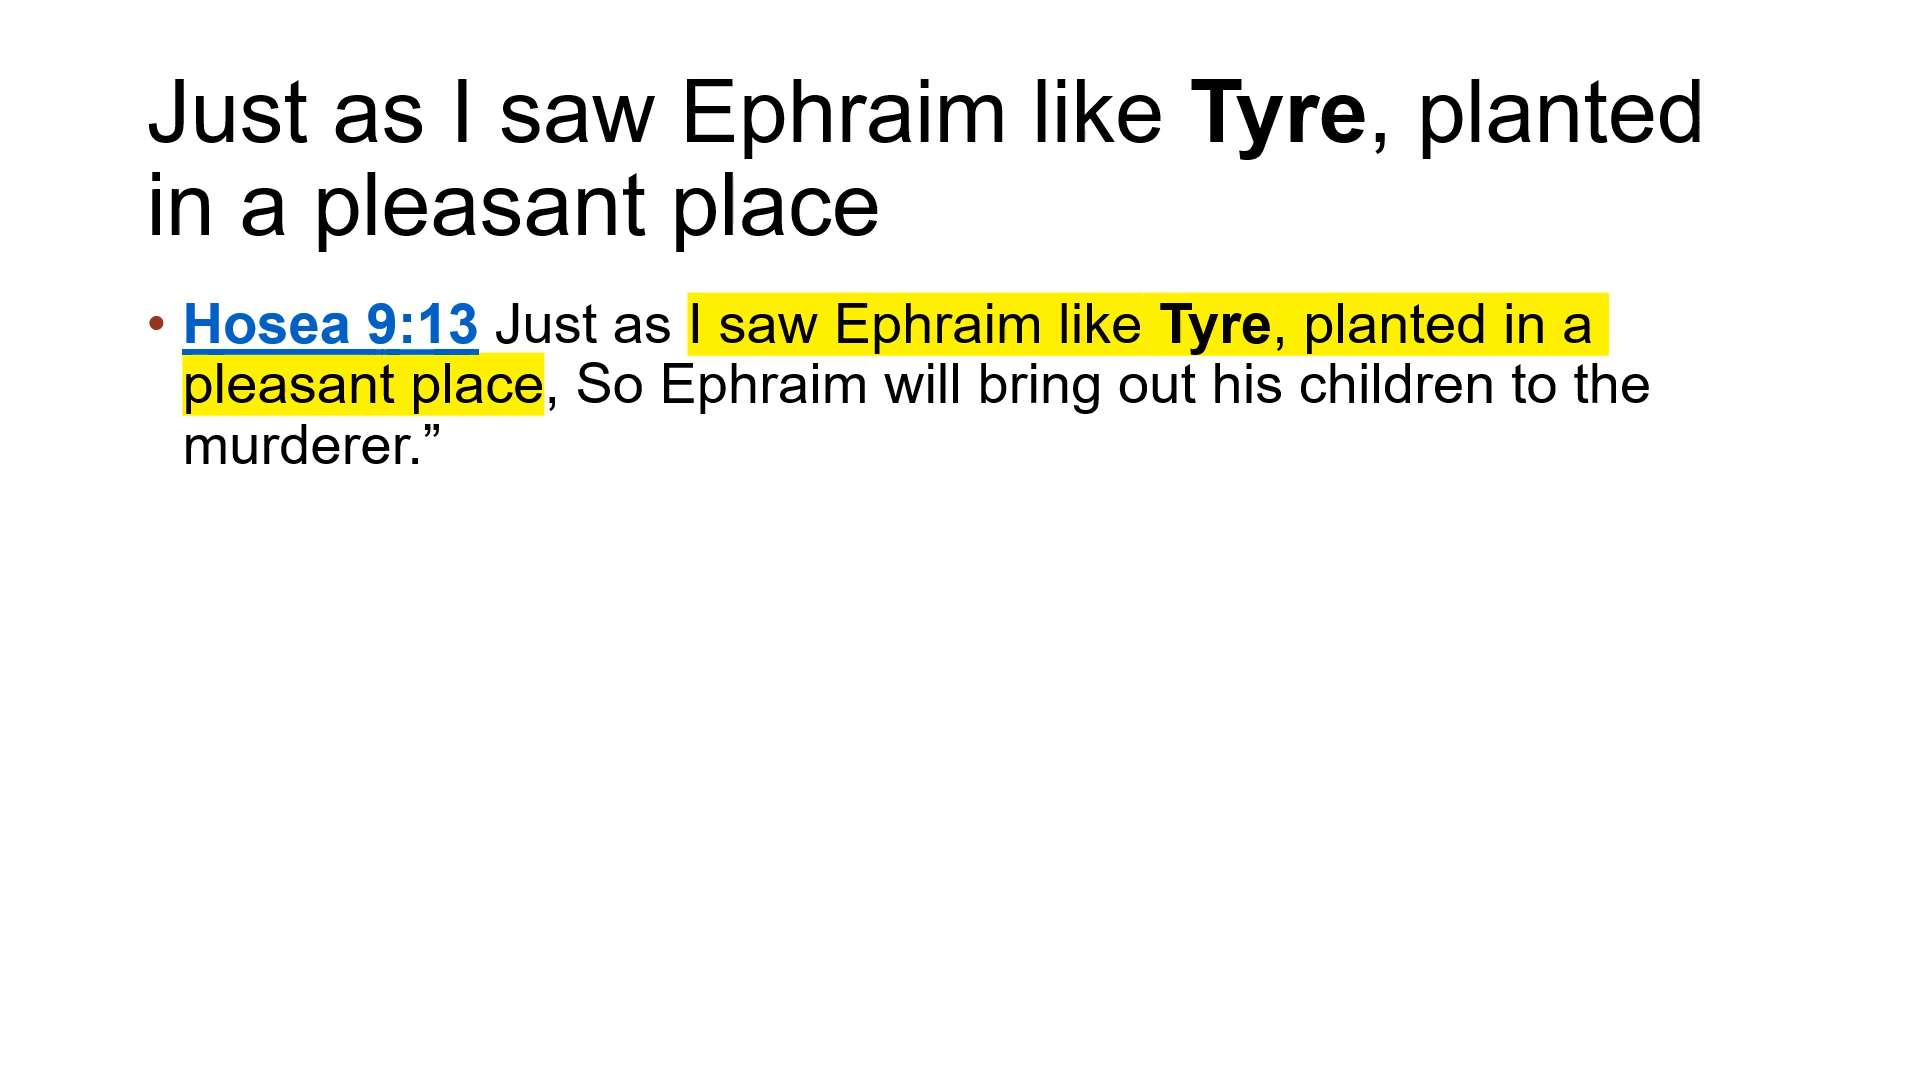 Just as I saw Ephraim like Tyre, planted
in a pleasant place
• Hosea 9:13 Just as I saw Ephraim like Tyre, planted in a
pleasant place, So Ephraim will bring out his children to the
murderer.”